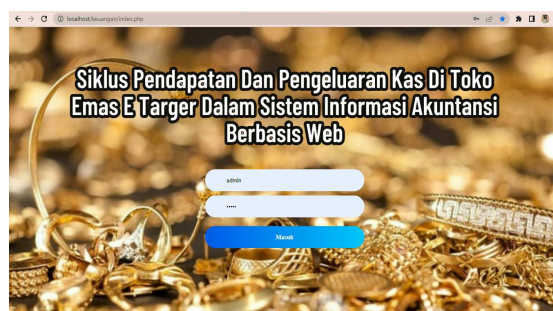 localhost/keuangan/index.php
Siklus Pendapatan Dan Pengeluaran Kas Di Toko
Emas E Targer Dalam Sistem Informasi Akuntansi
Berbasis Web
admin
•••••
Masuk